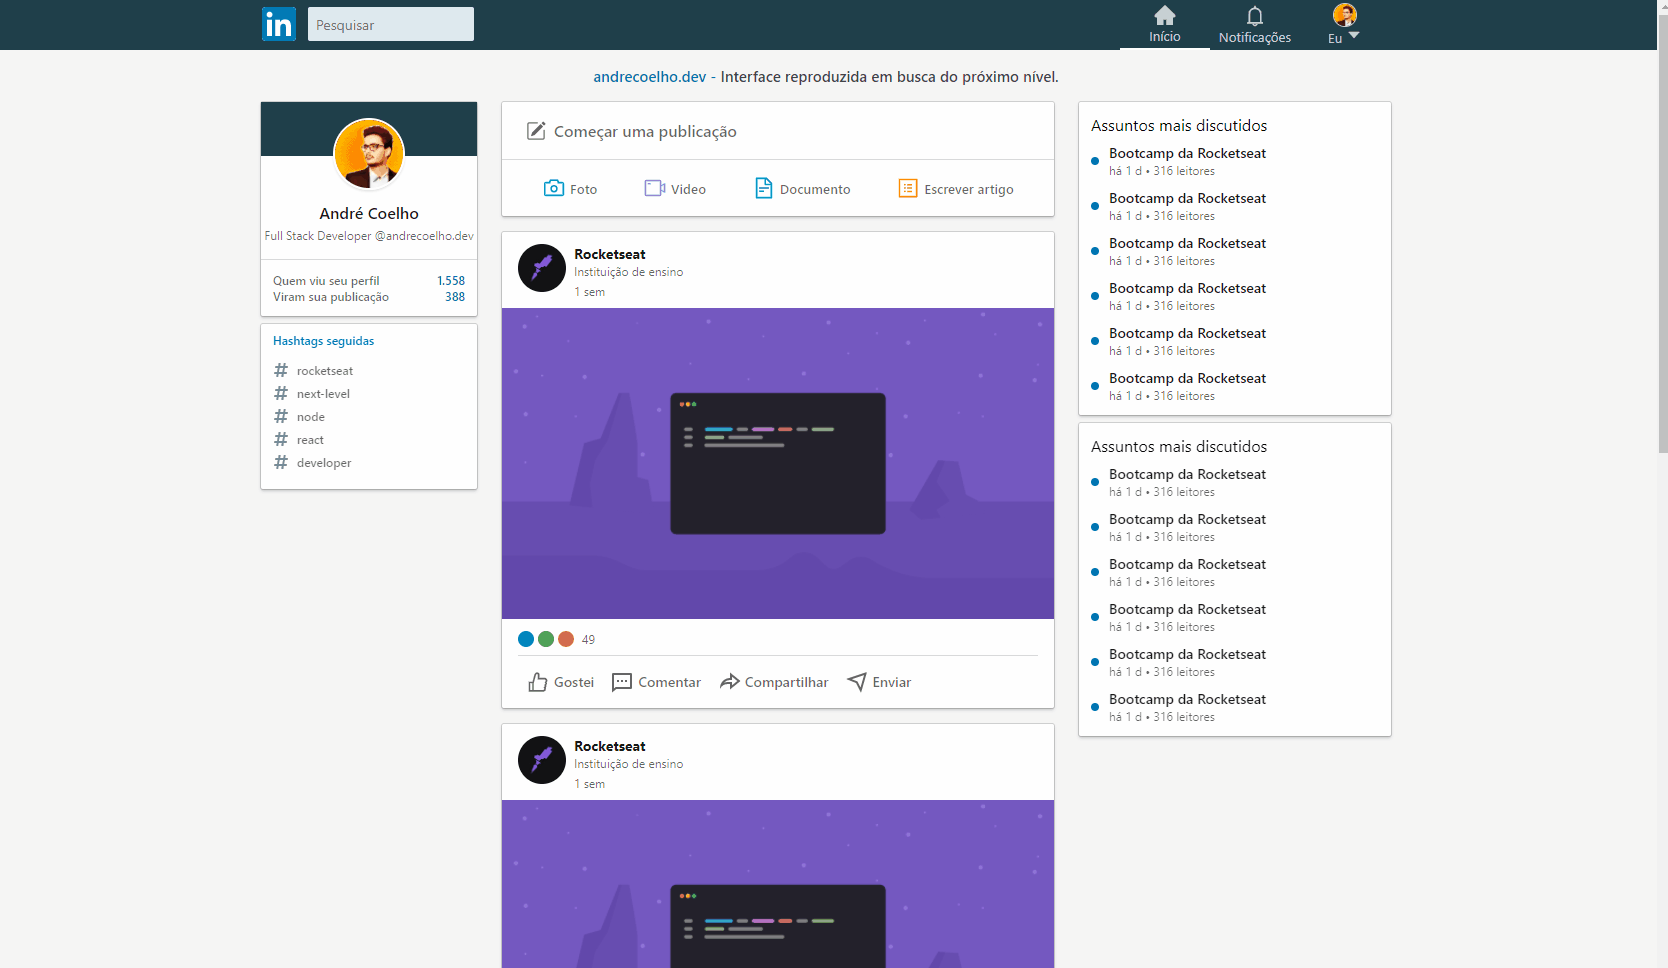 in
Pesquisar
Início
Notificações
Eu
andrecoelho.dev - Interface reproduzida em busca do próximo nível.
André Coelho
Full Stack Developer @andrecoelho.dev
Quem viu seu perfil 1.558
Viram sua publicação 388
Hashtags seguidas
# rocketseat
# next-level
# node
# react
# developer
Começar uma publicação
Foto Video Documento Escrever artigo
Rocketseat
Instituição de ensino
1 sem
49
Gostei Comentar Compartilhar Enviar
Rocketseat
Instituição de ensino
1 sem
Assuntos mais discutidos
Bootcamp da Rocketseat
há 1 d • 316 leitores
Bootcamp da Rocketseat
há 1 d • 316 leitores
Bootcamp da Rocketseat
há 1 d • 316 leitores
Bootcamp da Rocketseat
há 1 d • 316 leitores
Bootcamp da Rocketseat
há 1 d • 316 leitores
Bootcamp da Rocketseat
há 1 d • 316 leitores
Assuntos mais discutidos
Bootcamp da Rocketseat
há 1 d • 316 leitores
Bootcamp da Rocketseat
há 1 d • 316 leitores
Bootcamp da Rocketseat
há 1 d • 316 leitores
Bootcamp da Rocketseat
há 1 d • 316 leitores
Bootcamp da Rocketseat
há 1 d • 316 leitores
Bootcamp da Rocketseat
há 1 d • 316 leitores